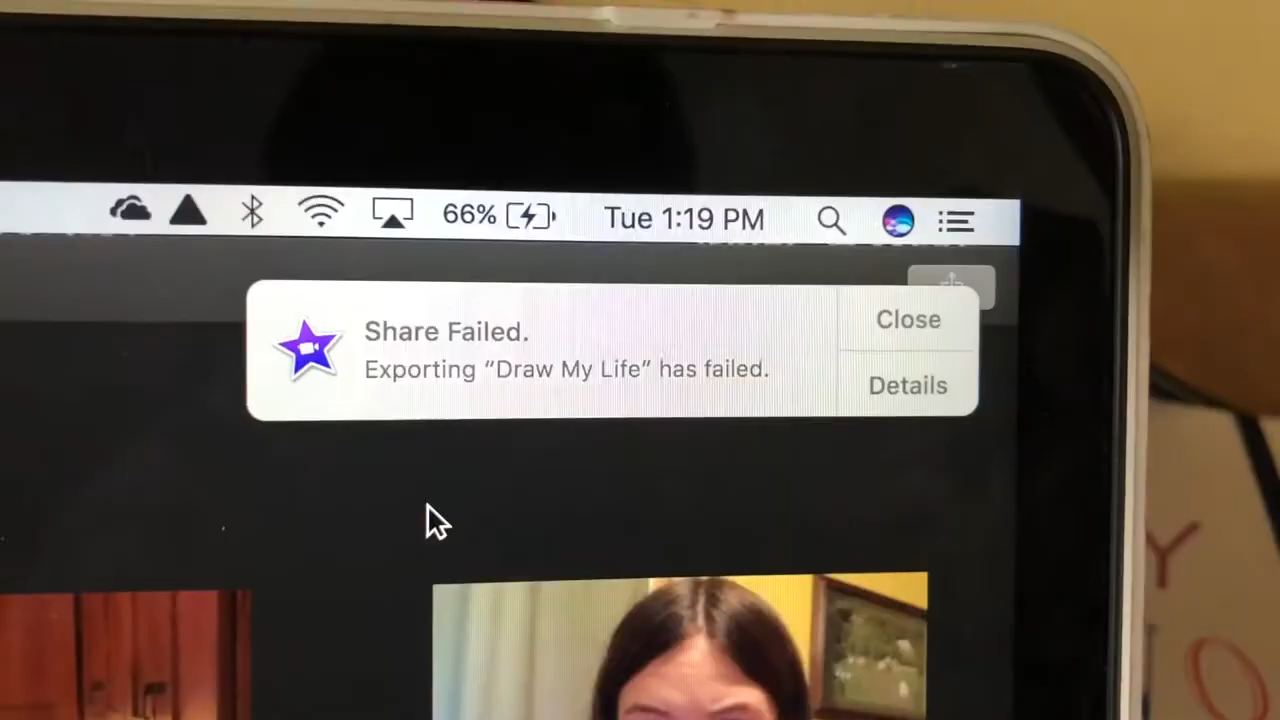 66% Tue 1:19 PM
Share Failed.
Exporting “Draw My Life” has failed.
Close
Details
Y
O